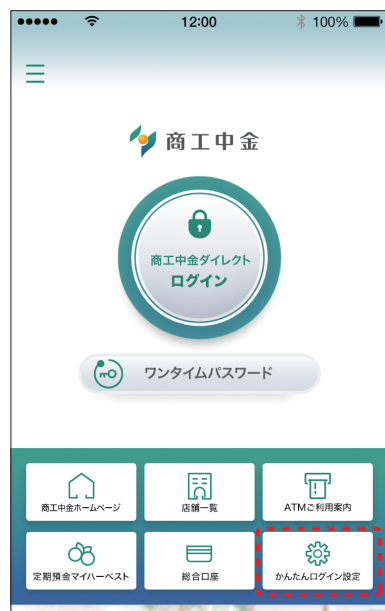 12:00
100%
商工中金
商工中金ダイレクト
ログイン
ワンタイムパスワード
商工中金ホームページ
店舗一覧
ATMご利用案内
定期預金マイハーベスト
総合口座
かんたんログイン設定